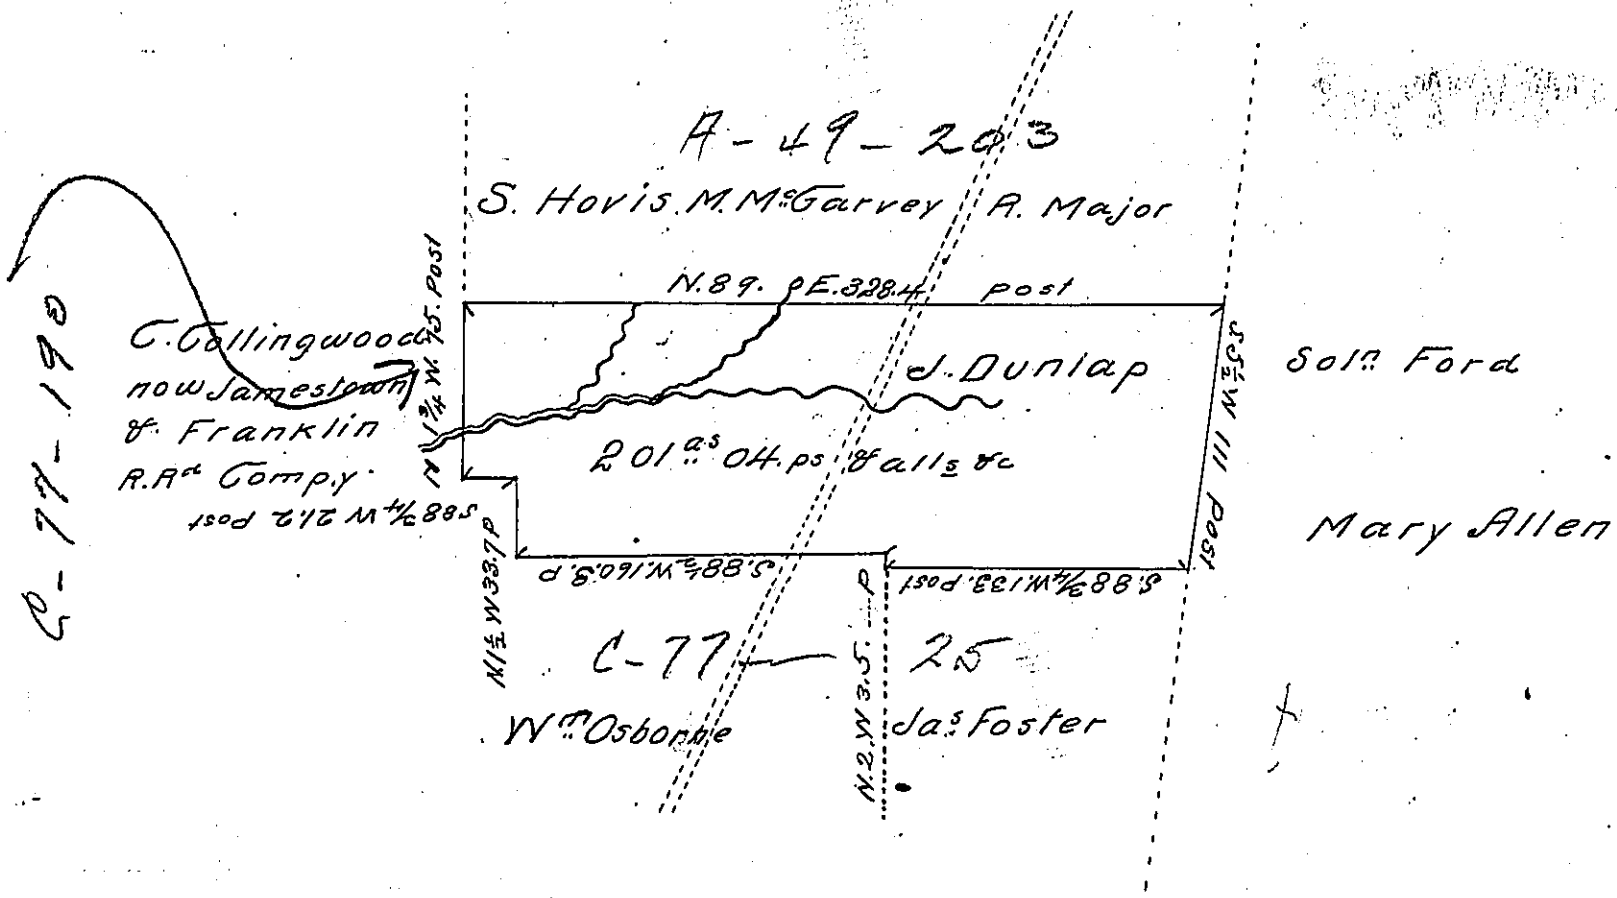 A-49-203
S. Hovis. M. McGarvey A. Major
N. 89. E. 328.4 post
C. Collingwood
now Jamestown
& Franklin
R. Rd Compy.
C-77-190
N 1 3/4 W. 75. Post
S 88 3/4 W 21.2 Post
J. Dunlap
201 as 04. ps & alls &c
S 5 1/2 W 111 Post
Soln Ford
Mary Allen
N 1 1/2 W 33.7 P
S. 88 1/2 W. 160.8. P
S. 88 3/4 W. 133. Post
N. 2. W 3.5. P
C-77 — 25
Wm Osborne
Jas Foster